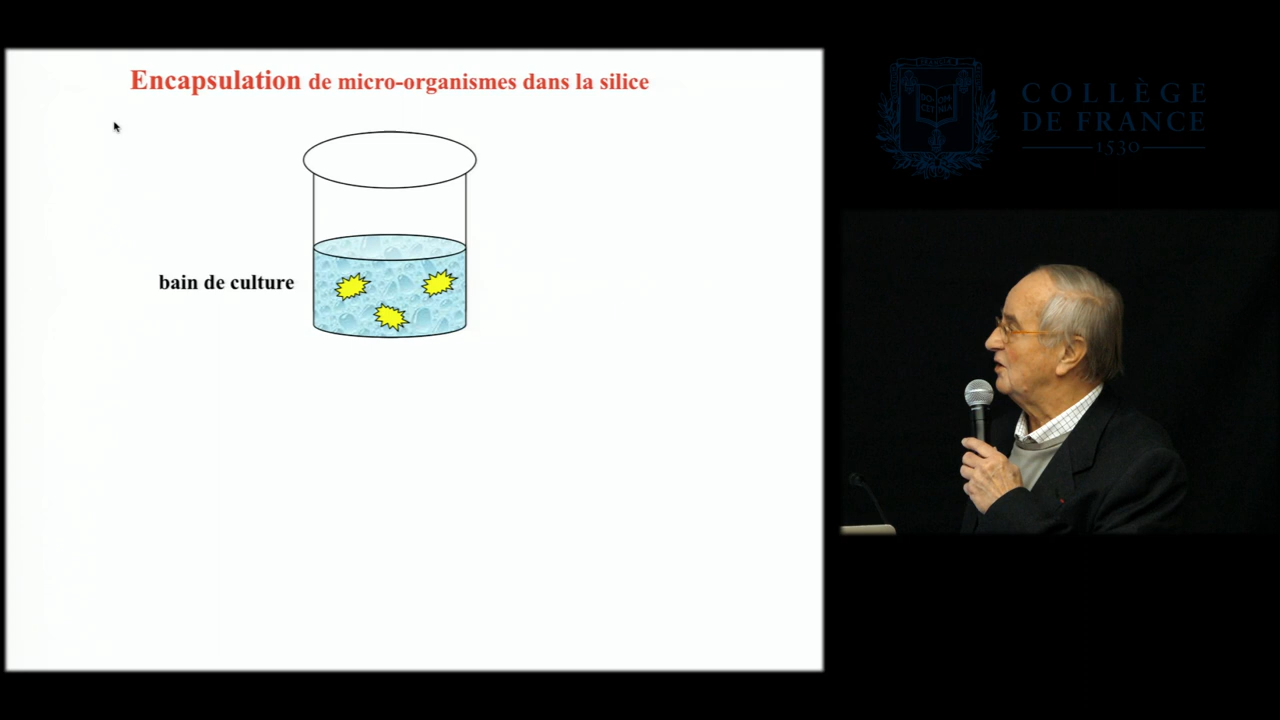 Encapsulation de micro-organismes dans la silice
bain de culture
COLLÈGE
DE FRANCE
1530